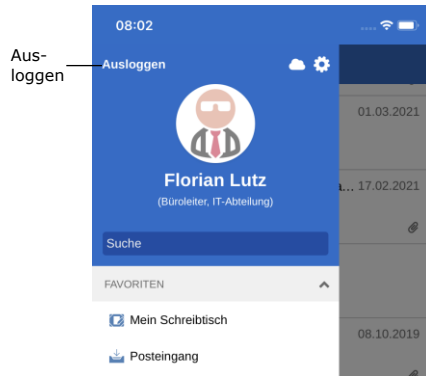 08:02
Aus-
loggen
Ausloggen
01.03.2021
Florian Lutz
(Büroleiter, IT-Abteilung)
a... 17.02.2021
Suche
FAVORITEN
Mein Schreibtisch
08.10.2019
Posteingang